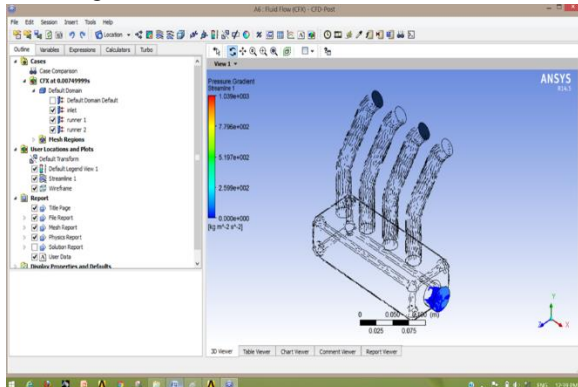 A6 : Fluid Flow (CFX) - CFD-Post
File Edit Session Insert Tools Help
Location
Outline Variables Expressions Calculators Turbo
Cases
Case Comparison
CFX at 0.00749999s
Default Domain
Default Domain Default
inlet
runner 1
runner 2
Mesh Regions
User Locations and Plots
Default Transform
Default Legend View 1
Streamline 1
Wireframe
Report
Title Page
File Report
Mesh Report
Physics Report
Solution Report
User Data
Display Properties and Defaults
View 1
Pressure.Gradient
Streamline 1
1.039e+003
7.796e+002
5.197e+002
2.599e+002
0.000e+000
[kg m^-2 s^-2]
ANSYS
R14.5
0 0.050 0.100 (m)
0.025 0.075
Y
Z X
3D Viewer Table Viewer Chart Viewer Comment Viewer Report Viewer
ENG